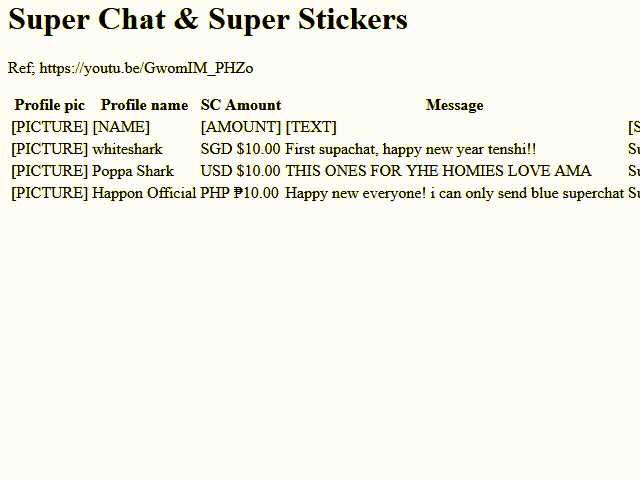 Super Chat & Super Stickers
Ref; https://youtu.be/GwomIM_PHZo
Profile pic Profile name SC Amount Message
[PICTURE] [NAME] [AMOUNT] [TEXT] [S
[PICTURE] whiteshark SGD $10.00 First supachat, happy new year tenshi!! Su
[PICTURE] Poppa Shark USD $10.00 THIS ONES FOR YHE HOMIES LOVE AMA Su
[PICTURE] Happon Official PHP ₱10.00 Happy new everyone! i can only send blue superchat Su